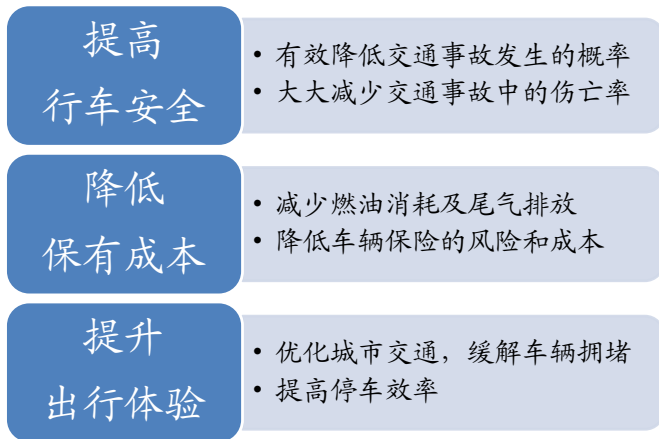 提高
行车安全
• 有效降低交通事故发生的概率
• 大大减少交通事故中的伤亡率
降低
保有成本
• 减少燃油消耗及尾气排放
• 降低车辆保险的风险和成本
提升
出行体验
• 优化城市交通，缓解车辆拥堵
• 提高停车效率